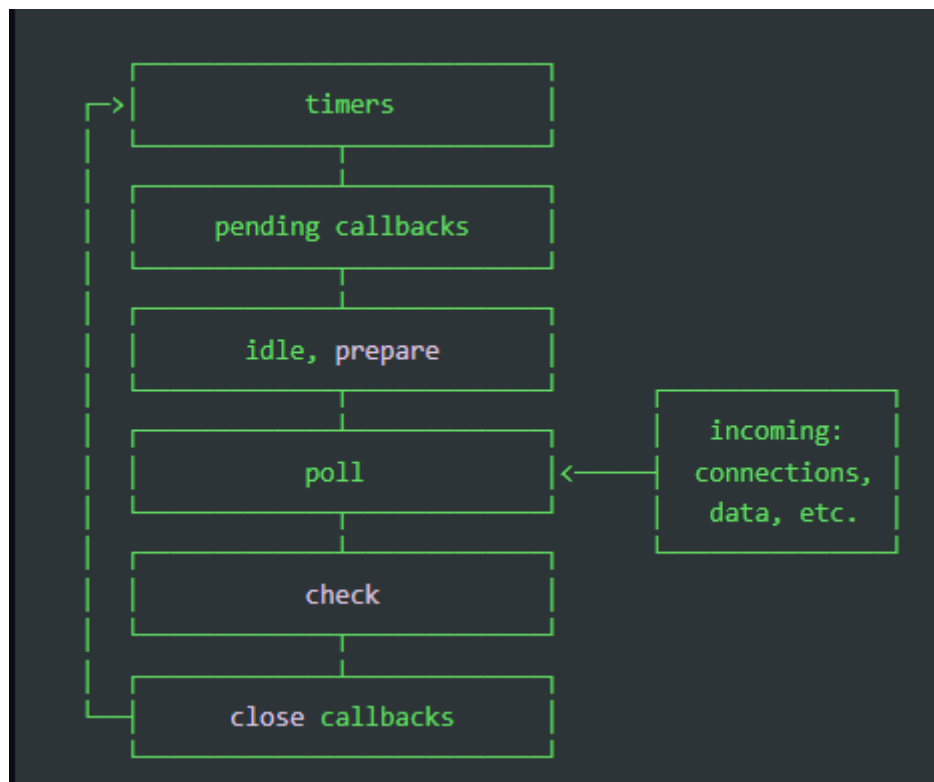 timers
pending callbacks
idle, prepare
poll
incoming:
connections,
data, etc.
check
close callbacks